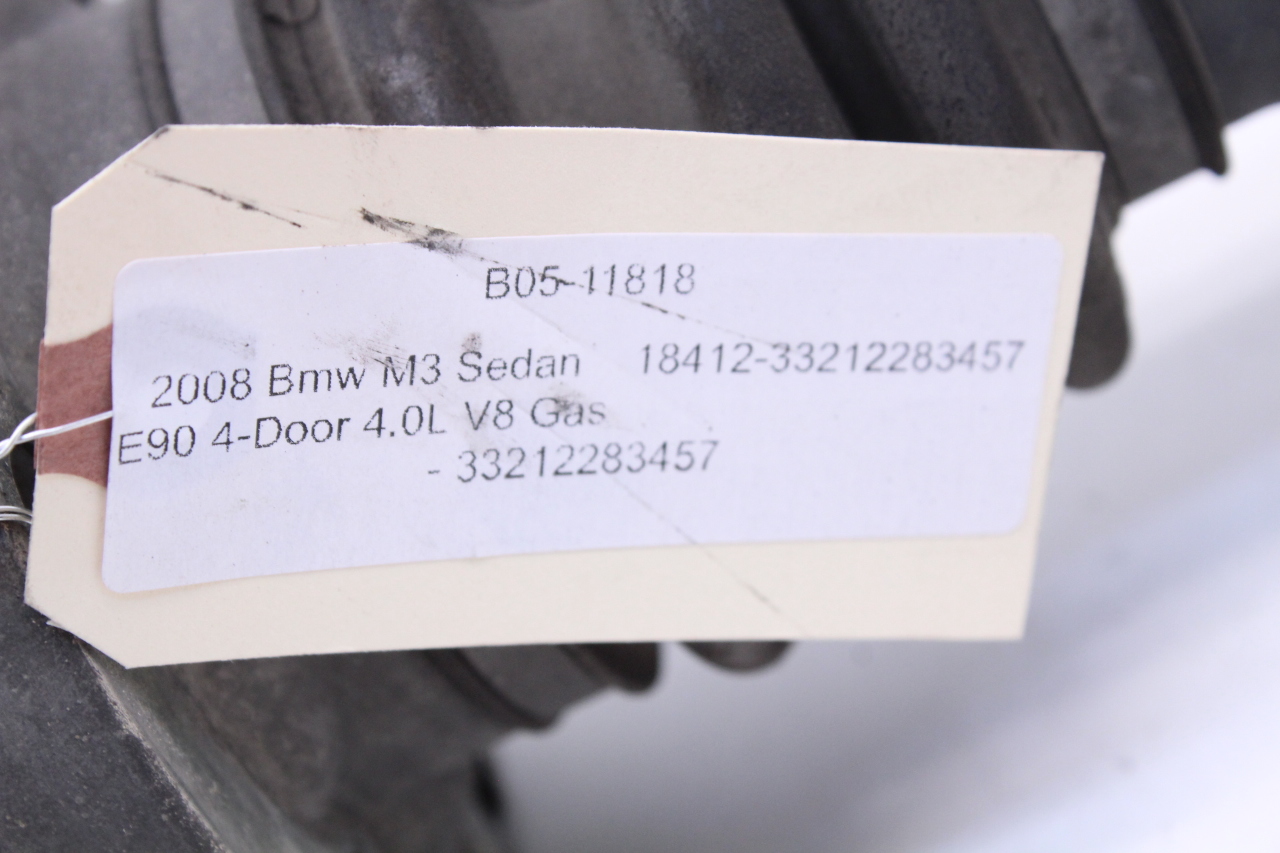 B05-11818
2008 Bmw M3 Sedan 18412-33212283457
E90 4-Door 4.0L V8 Gas
- 33212283457